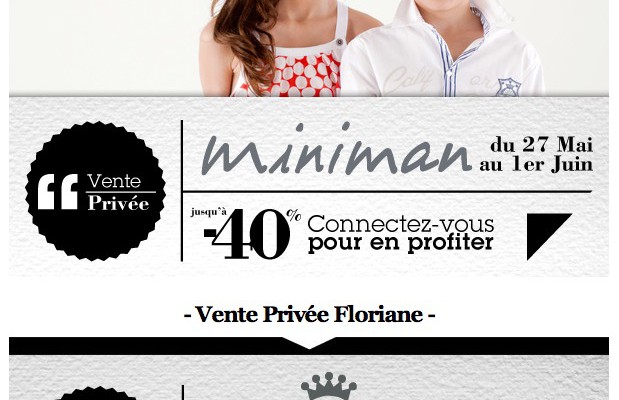 Vente
Privée
miniman
du 27 Mai
au 1er Juin
jusqu'à
-40%
Connectez-vous
pour en profiter
- Vente Privée Floriane -